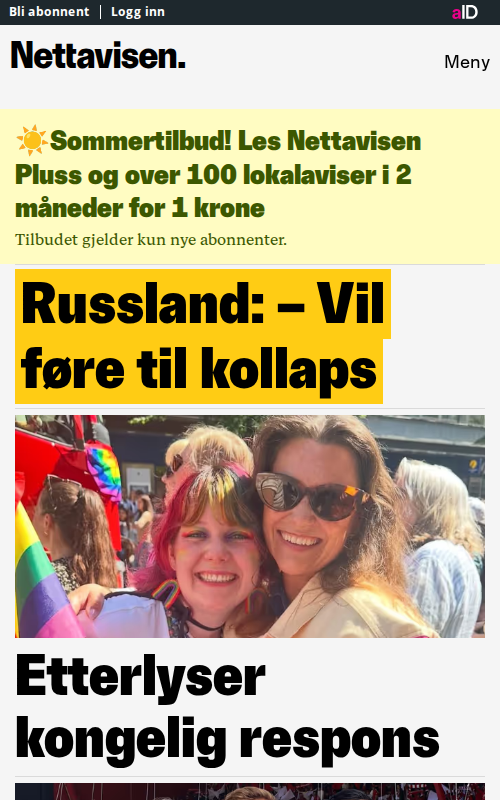 Bli abonnent | Logg inn
aID
Nettavisen.
Meny
☀️Sommertilbud! Les Nettavisen
Pluss og over 100 lokalaviser i 2
måneder for 1 krone
Tilbudet gjelder kun nye abonnenter.
Russland: – Vil
føre til kollaps
Etterlyser
kongelig respons